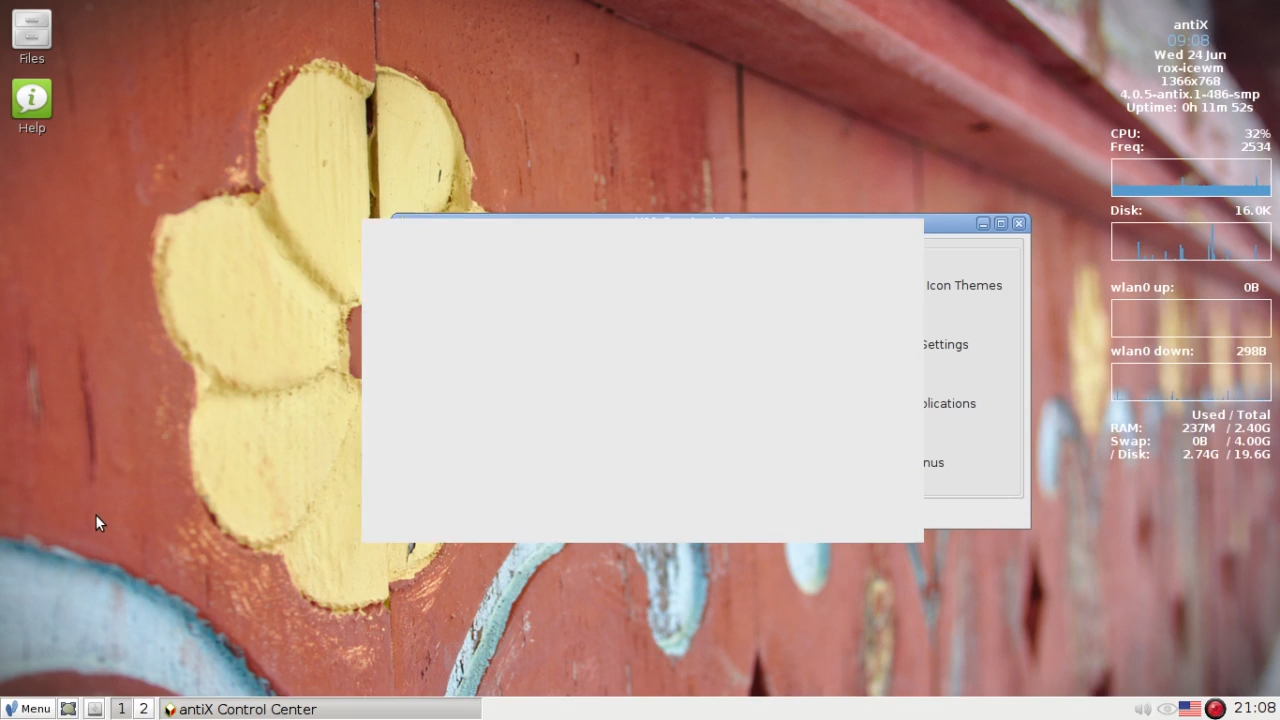 Files
Help
antiX
09:08
Wed 24 Jun
rox-icewm
1366x768
4.0.5-antix.1-486-smp
Uptime: 0h 11m 52s
CPU: 32%
Freq: 2534
Disk: 16.0K
wlan0 up: 0B
wlan0 down: 298B
Used / Total
RAM: 237M / 2.40G
Swap: 0B / 4.00G
/ Disk: 2.74G / 19.6G
Icon Themes
Settings
Menu
1
2
antiX Control Center
21:08